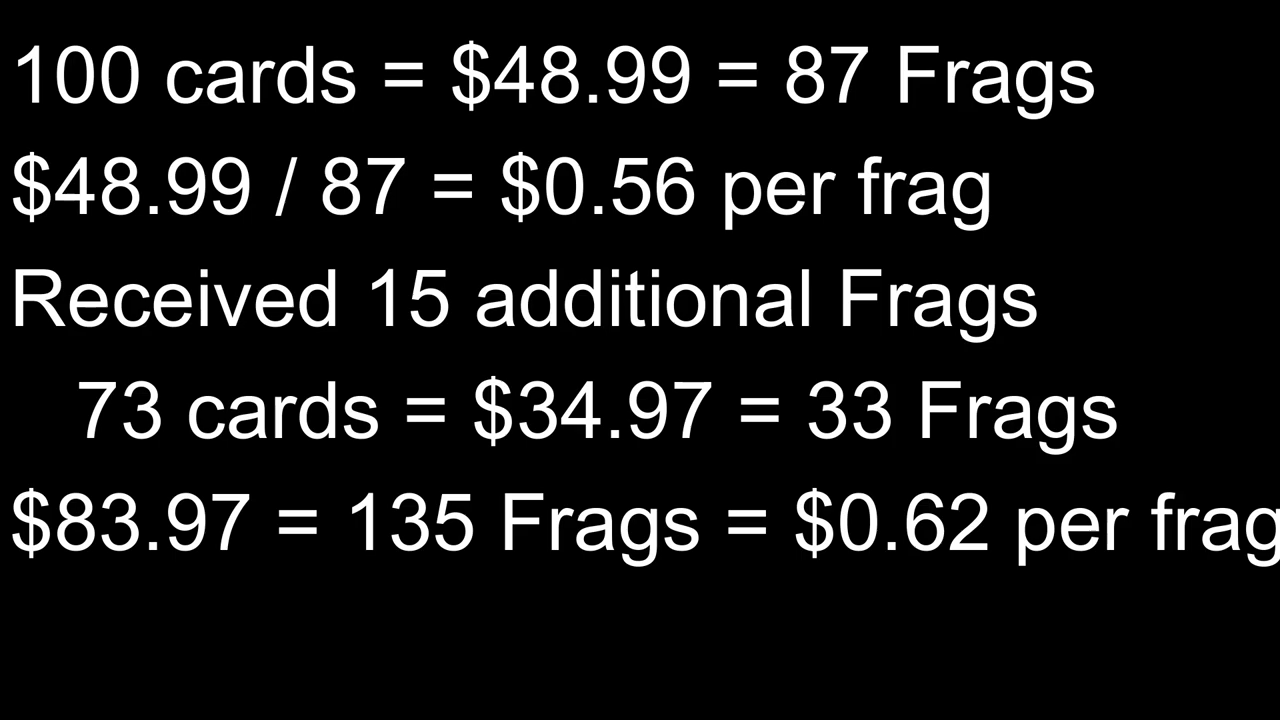 100 cards = $48.99 = 87 Frags
$48.99 / 87 = $0.56 per frag
Received 15 additional Frags
73 cards = $34.97 = 33 Frags
$83.97 = 135 Frags = $0.62 per frag